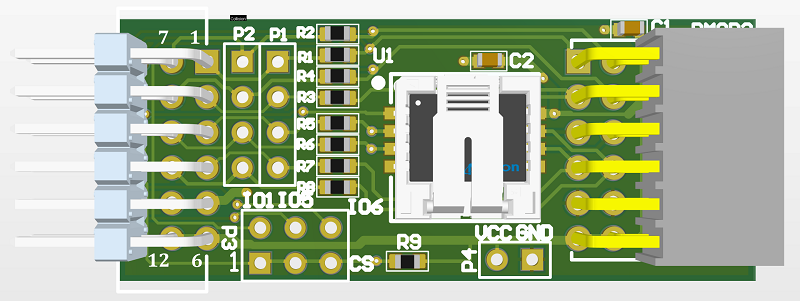 7 1
P2 P1
R2
R1
R4
R3
R5
R6
R7
R8
U1
C2
C1
IO1 IO5
IO6
P3
1
CS
12 6
R9
VCC GND
P4